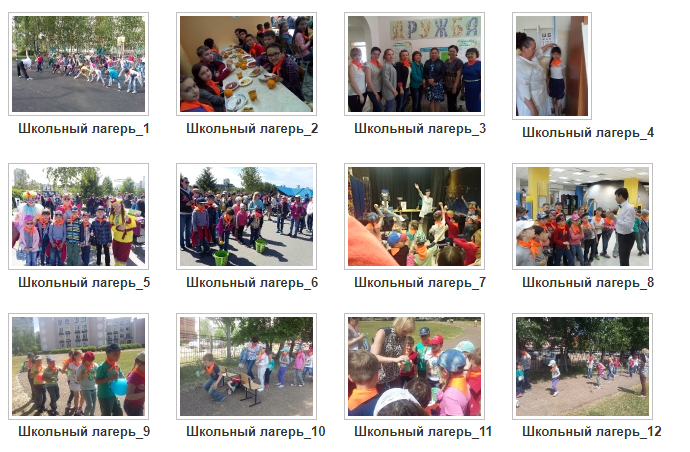 ДРУЖБА
Школьный лагерь_1
Школьный лагерь_2
Школьный лагерь_3
Школьный лагерь_4
Школьный лагерь_5
Школьный лагерь_6
Школьный лагерь_7
Школьный лагерь_8
Школьный лагерь_9
Школьный лагерь_10
Школьный лагерь_11
Школьный лагерь_12